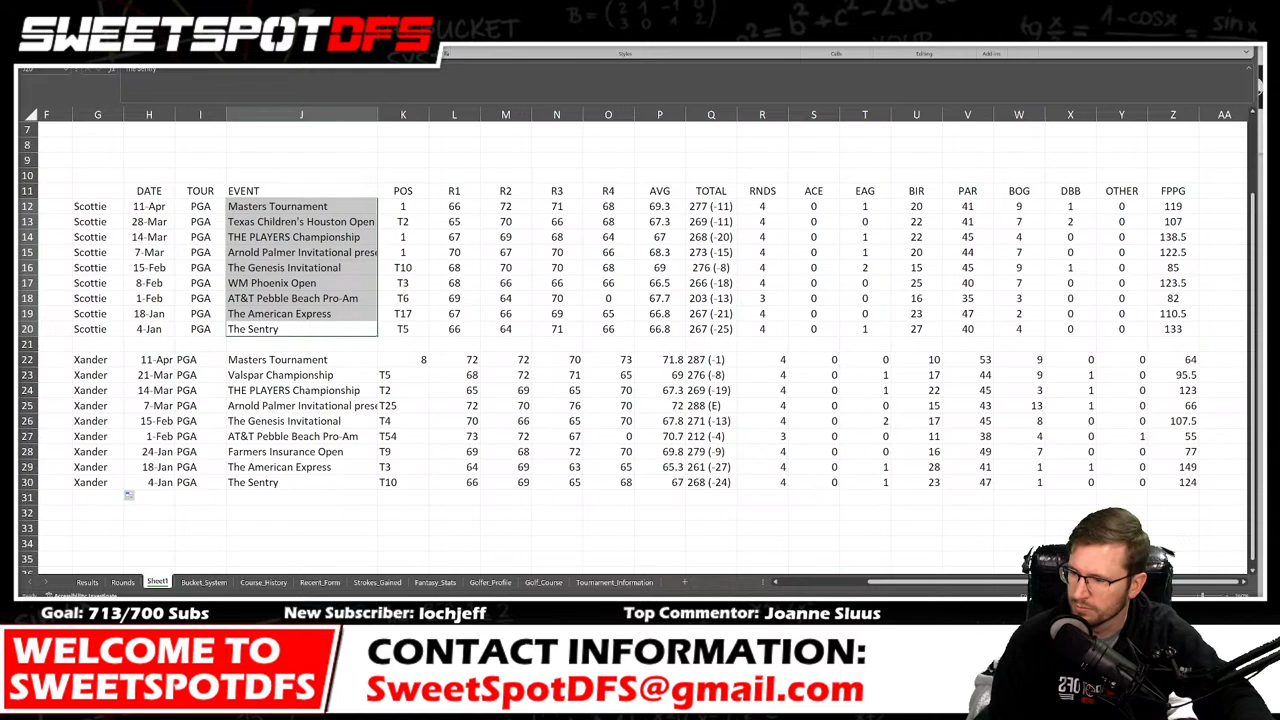 SWEETSPOTDFS
Styles Cells Editing Add-ins
The Sentry
F G H I J K L M N O P Q R S T U V W X Y Z AA
7
8
9
10
11 DATE TOUR EVENT POS R1 R2 R3 R4 AVG TOTAL RNDS ACE EAG BIR PAR BOG DBB OTHER FPPG
12 Scottie 11-Apr PGA Masters Tournament 1 66 72 71 68 69.3 277 (-11) 4 0 1 20 41 9 1 0 119
13 Scottie 28-Mar PGA Texas Children's Houston Open T2 65 70 66 68 67.3 269 (-11) 4 0 0 22 41 7 2 0 107
14 Scottie 14-Mar PGA THE PLAYERS Championship 1 67 69 68 64 67 268 (-20) 4 0 1 22 45 4 0 0 138.5
15 Scottie 7-Mar PGA Arnold Palmer Invitational prese 1 70 67 70 66 68.3 273 (-15) 4 0 1 20 44 7 0 0 122.5
16 Scottie 15-Feb PGA The Genesis Invitational T10 68 70 70 68 69 276 (-8) 4 0 2 15 45 9 1 0 85
17 Scottie 8-Feb PGA WM Phoenix Open T3 68 66 66 66 66.5 266 (-18) 4 0 0 25 40 7 0 0 123.5
18 Scottie 1-Feb PGA AT&T Pebble Beach Pro-Am T6 69 64 70 0 67.7 203 (-13) 3 0 0 16 35 3 0 0 82
19 Scottie 18-Jan PGA The American Express T17 67 66 69 65 66.8 267 (-21) 4 0 0 23 47 2 0 0 110.5
20 Scottie 4-Jan PGA The Sentry T5 66 64 71 66 66.8 267 (-25) 4 0 1 27 40 4 0 0 133
21
22 Xander 11-Apr PGA Masters Tournament 8 72 72 70 73 71.8 287 (-1) 4 0 0 10 53 9 0 0 64
23 Xander 21-Mar PGA Valspar Championship T5 68 72 71 65 69 276 (-8) 4 0 1 17 44 9 1 0 95.5
24 Xander 14-Mar PGA THE PLAYERS Championship T2 65 69 65 70 67.3 269 (-19) 4 0 1 22 45 3 1 0 123
25 Xander 7-Mar PGA Arnold Palmer Invitational prese T25 72 70 76 70 72 288 (E) 4 0 0 15 43 13 1 0 66
26 Xander 15-Feb PGA The Genesis Invitational T4 70 66 65 70 67.8 271 (-13) 4 0 2 17 45 8 0 0 107.5
27 Xander 1-Feb PGA AT&T Pebble Beach Pro-Am T54 73 72 67 0 70.7 212 (-4) 3 0 0 11 38 4 0 1 55
28 Xander 24-Jan PGA Farmers Insurance Open T9 69 68 72 70 69.8 279 (-9) 4 0 0 16 49 7 0 0 77
29 Xander 18-Jan PGA The American Express T3 64 69 63 65 65.3 261 (-27) 4 0 1 28 41 1 1 0 149
30 Xander 4-Jan PGA The Sentry T10 66 69 65 68 67 268 (-24) 4 0 1 23 47 1 0 0 124
31
32
33
34
35
Results Rounds Sheet1 Bucket_System Course_History Recent_Form Strokes_Gained Fantasy_Stats Golfer_Profile Golf_Course Tournament_Information
Accessibility: Investigate
Goal: 713/700 Subs New Subscriber: lochjeff Top Commentor: Joanne Sluus
WELCOME TO
SWEETSPOTDFS
CONTACT INFORMATION:
SweetSpotDFS@gmail.com